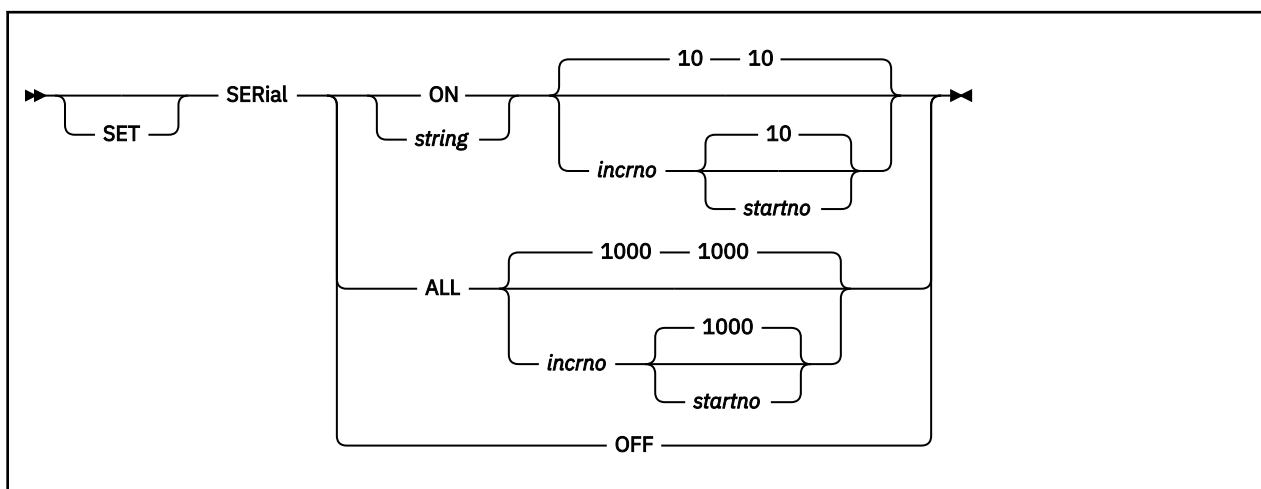 10 10
SERial ON
SET string
10
incrno
startno
1000 1000
ALL
1000
incrno
startno
OFF